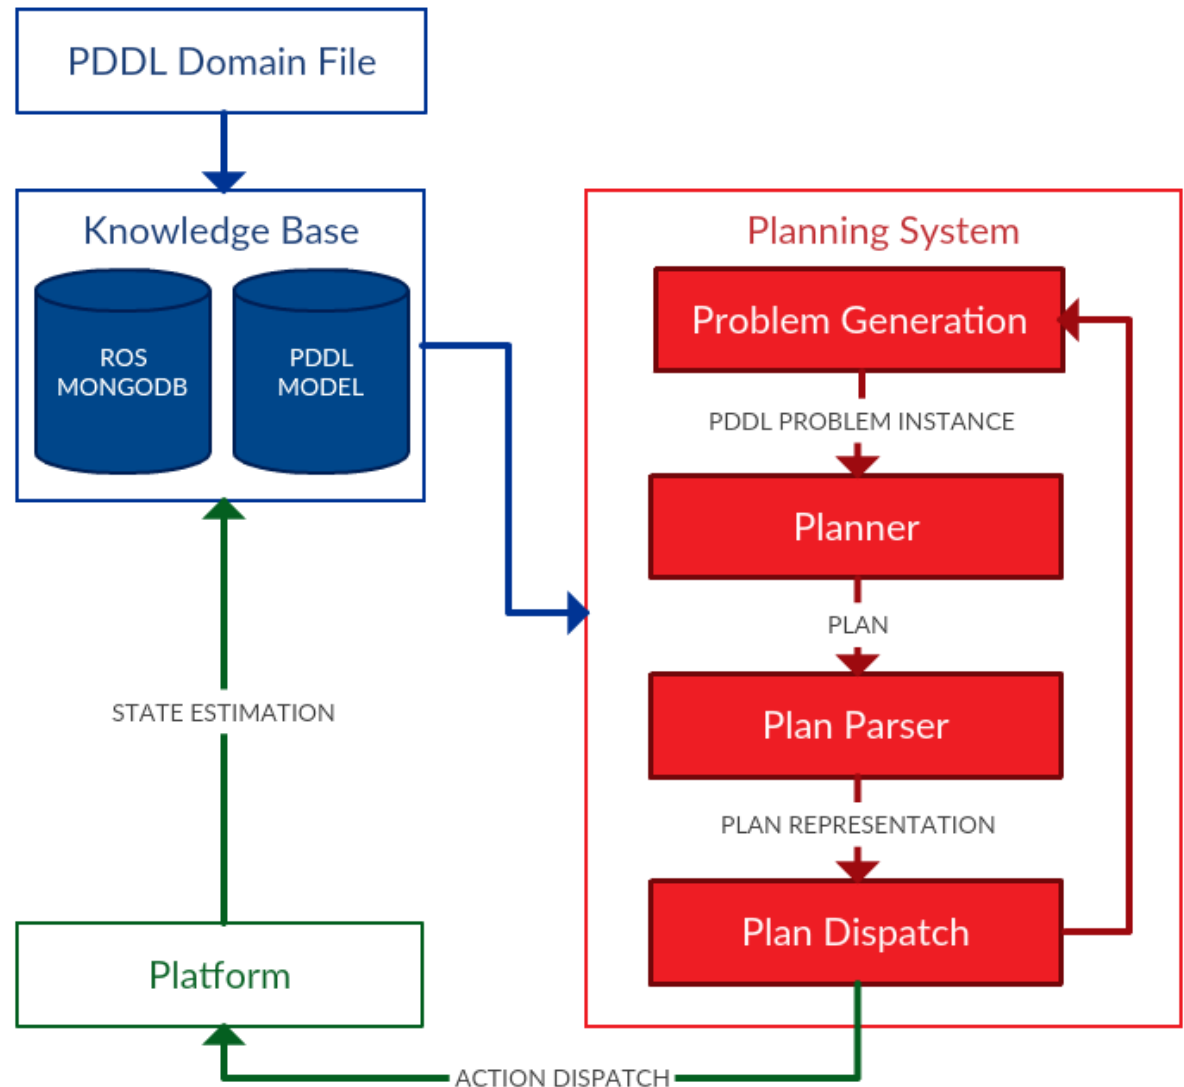 PDDL Domain File
Knowledge Base
ROS
MONGODB
PDDL
MODEL
Planning System
Problem Generation
PDDL PROBLEM INSTANCE
Planner
PLAN
Plan Parser
PLAN REPRESENTATION
Plan Dispatch
STATE ESTIMATION
Platform
ACTION DISPATCH